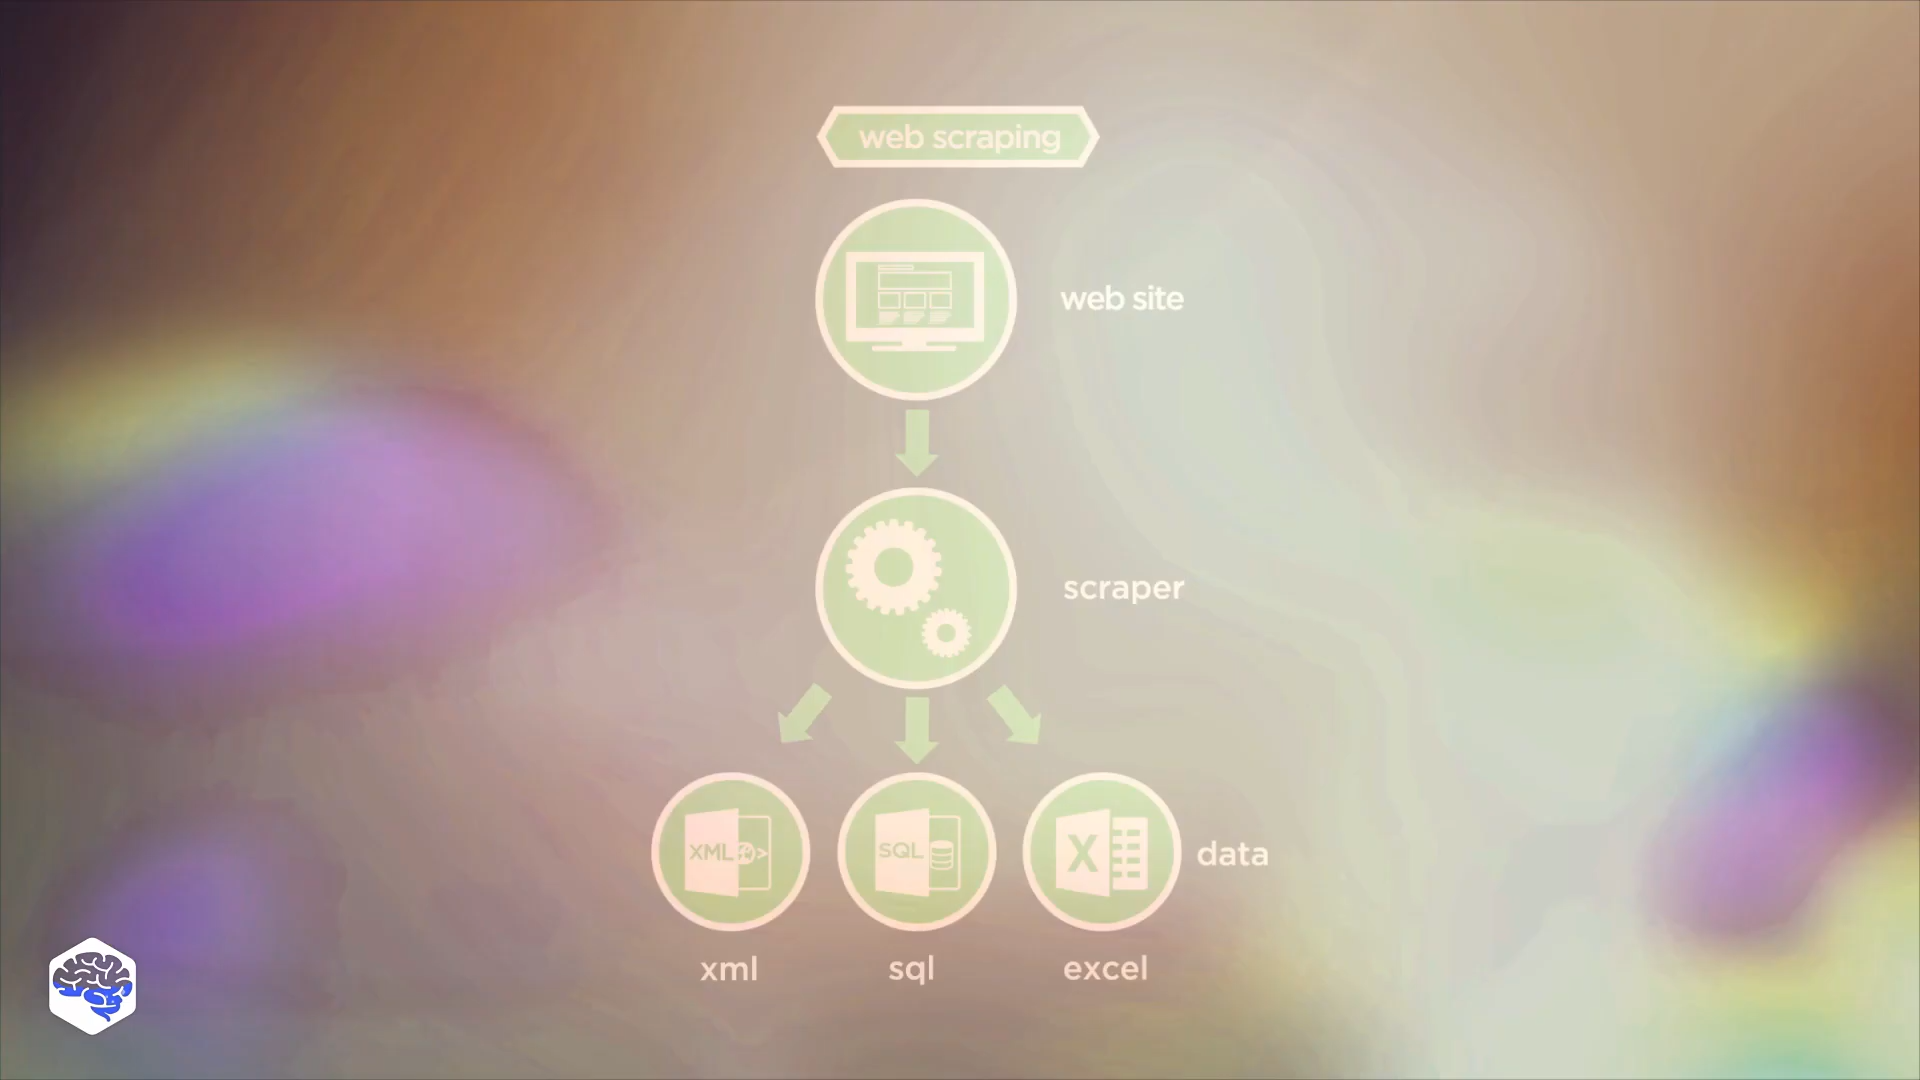 web scraping
web site
scraper
XML
SQL
X
data
xml
sql
excel